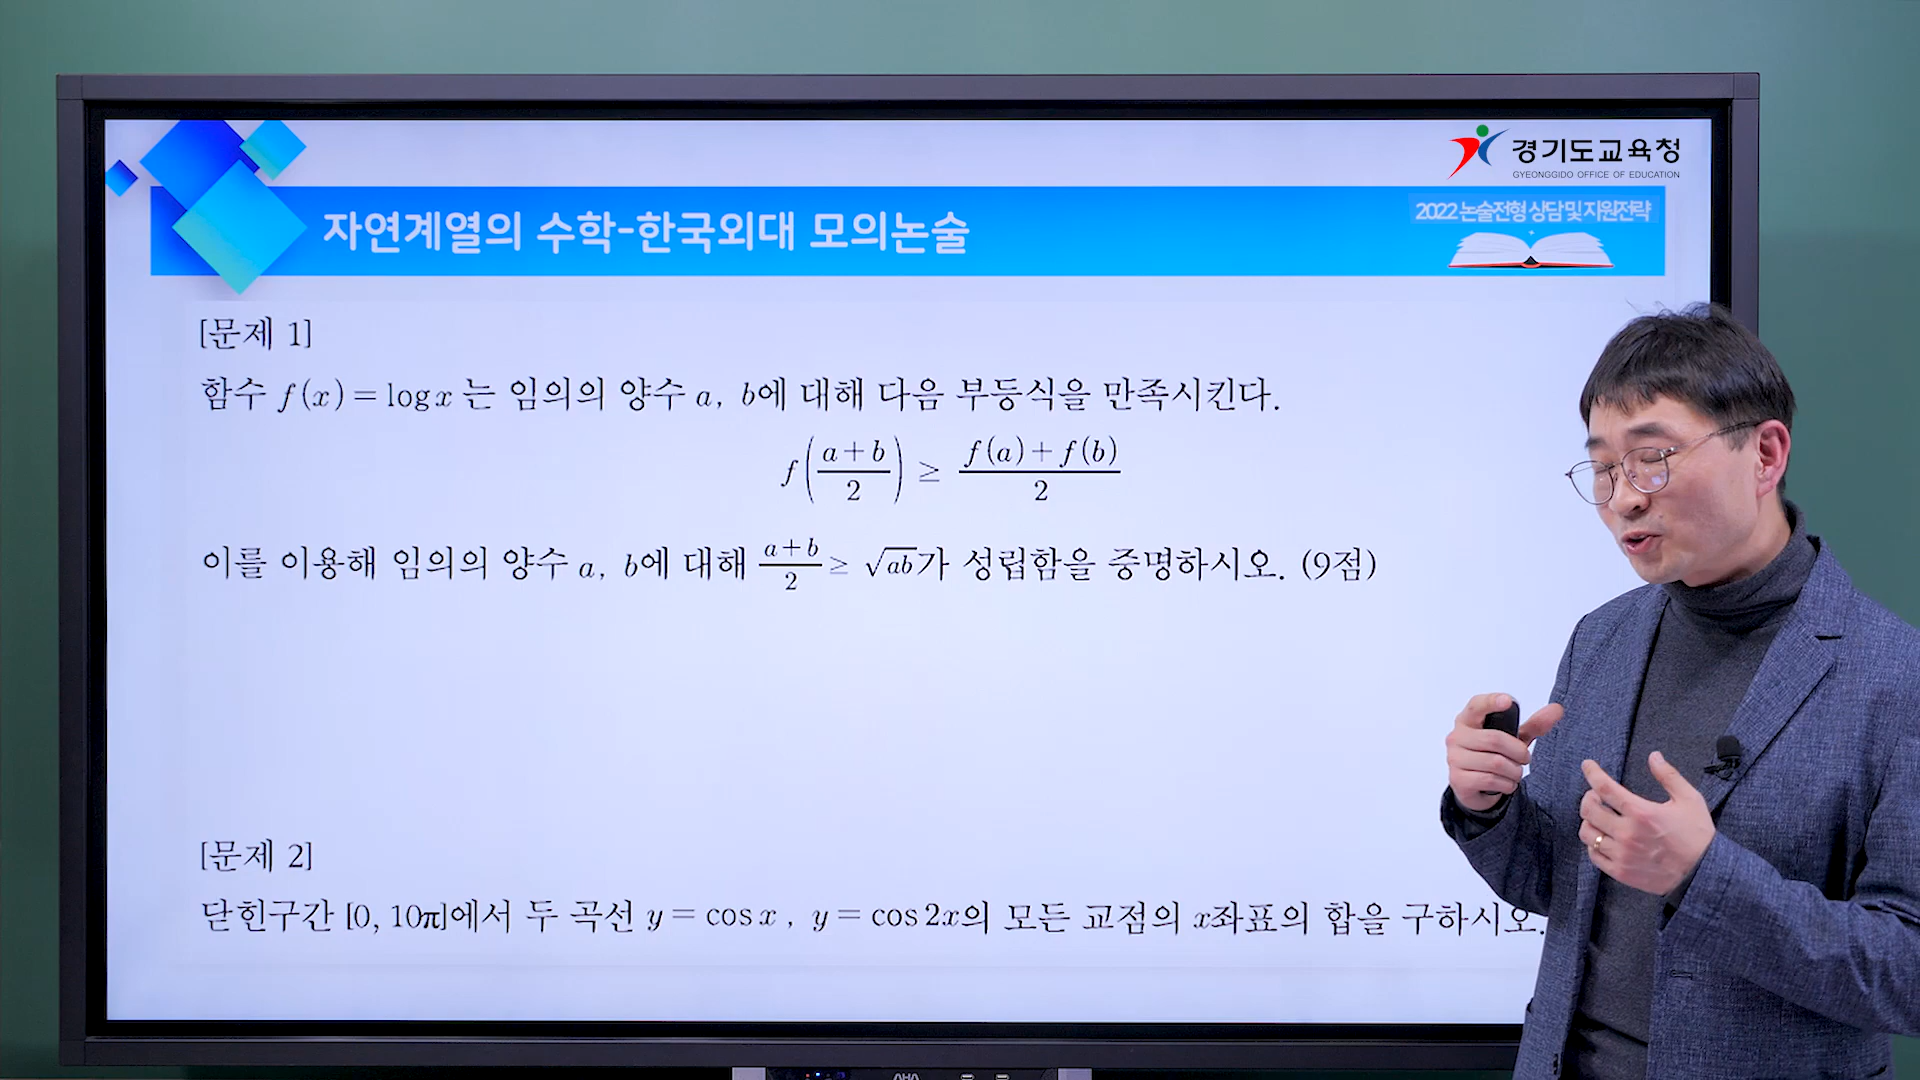 경기도교육청
GYEONGGIDO OFFICE OF EDUCATION
자연계열의 수학-한국외대 모의논술
2022 논술전형 상담 및 지원전략
[문제 1]
함수 f(x) = log x 는 임의의 양수 a, b에 대해 다음 부등식을 만족시킨다.
f((a+b)/2) ≥ (f(a)+f(b))/2
이를 이용해 임의의 양수 a, b에 대해 (a+b)/2 ≥ √ab가 성립함을 증명하시오. (9점)
[문제 2]
닫힌구간 [0, 10π]에서 두 곡선 y = cos x, y = cos 2x의 모든 교점의 x좌표의 합을 구하시오.
AHA